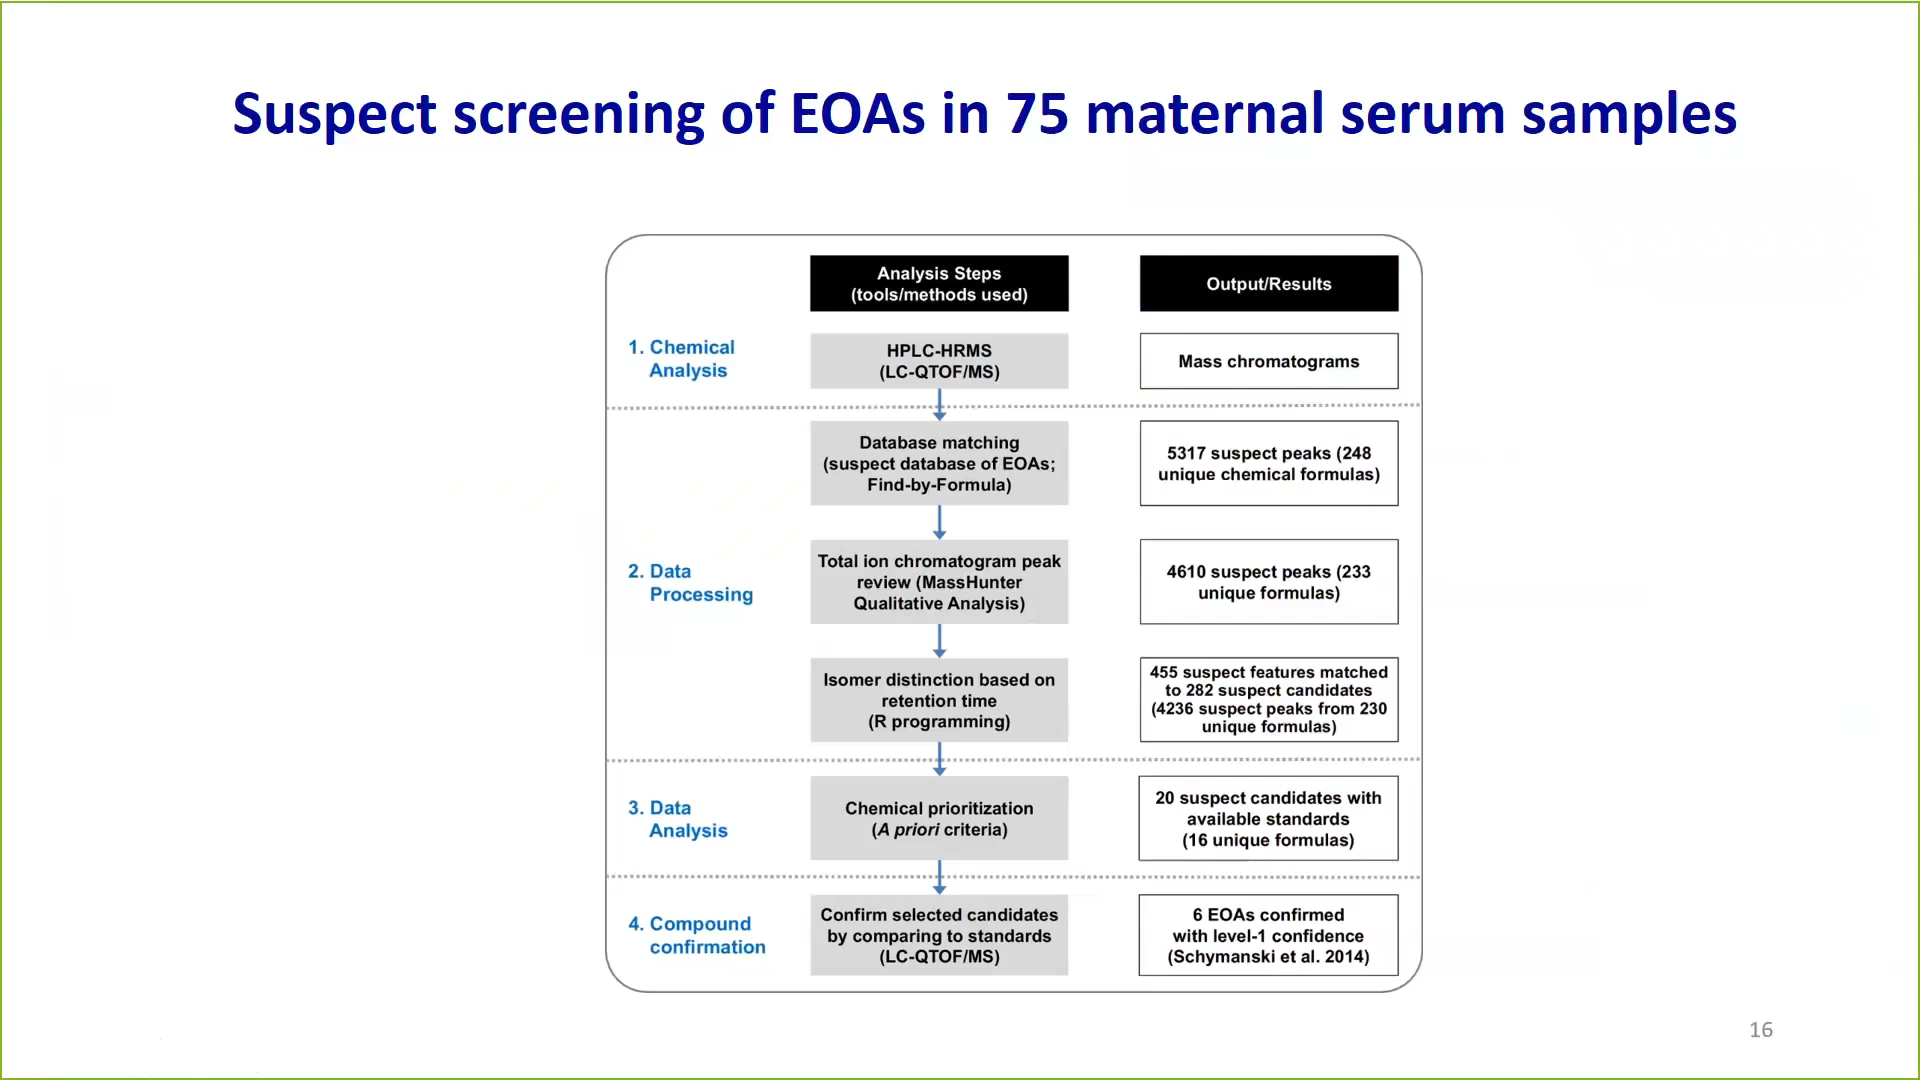 Suspect screening of EOAs in 75 maternal serum samples
Analysis Steps
(tools/methods used)
Output/Results
1. Chemical
Analysis
HPLC-HRMS
(LC-QTOF/MS)
Mass chromatograms
Database matching
(suspect database of EOAs;
Find-by-Formula)
5317 suspect peaks (248
unique chemical formulas)
2. Data
Processing
Total ion chromatogram peak
review (MassHunter
Qualitative Analysis)
4610 suspect peaks (233
unique formulas)
Isomer distinction based on
retention time
(R programming)
455 suspect features matched
to 282 suspect candidates
(4236 suspect peaks from 230
unique formulas)
3. Data
Analysis
Chemical prioritization
(A priori criteria)
20 suspect candidates with
available standards
(16 unique formulas)
4. Compound
confirmation
Confirm selected candidates
by comparing to standards
(LC-QTOF/MS)
6 EOAs confirmed
with level-1 confidence
(Schymanski et al. 2014)
16